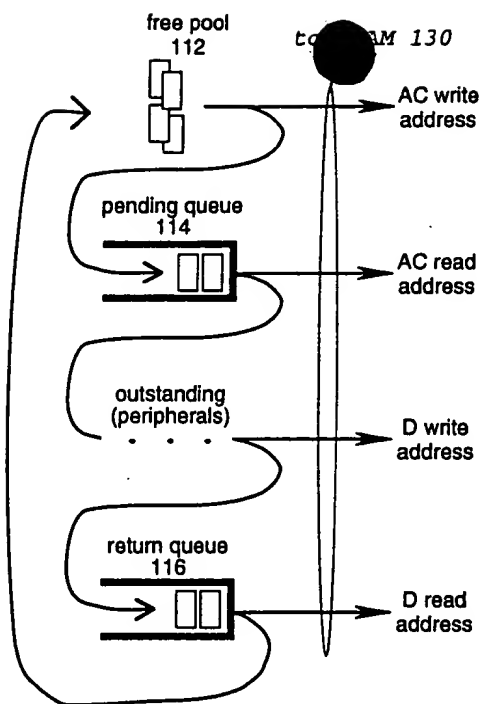 free pool
112
130
AC write
address
pending queue
114
AC read
address
outstanding
(peripherals)
D write
address
return queue
116
D read
address